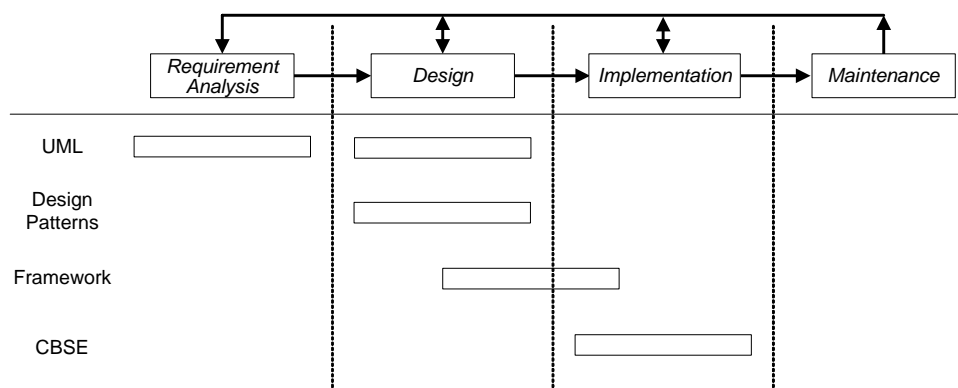 Requirement
Analysis
Design
Implementation
Maintenance
UML
Design
Patterns
Framework
CBSE